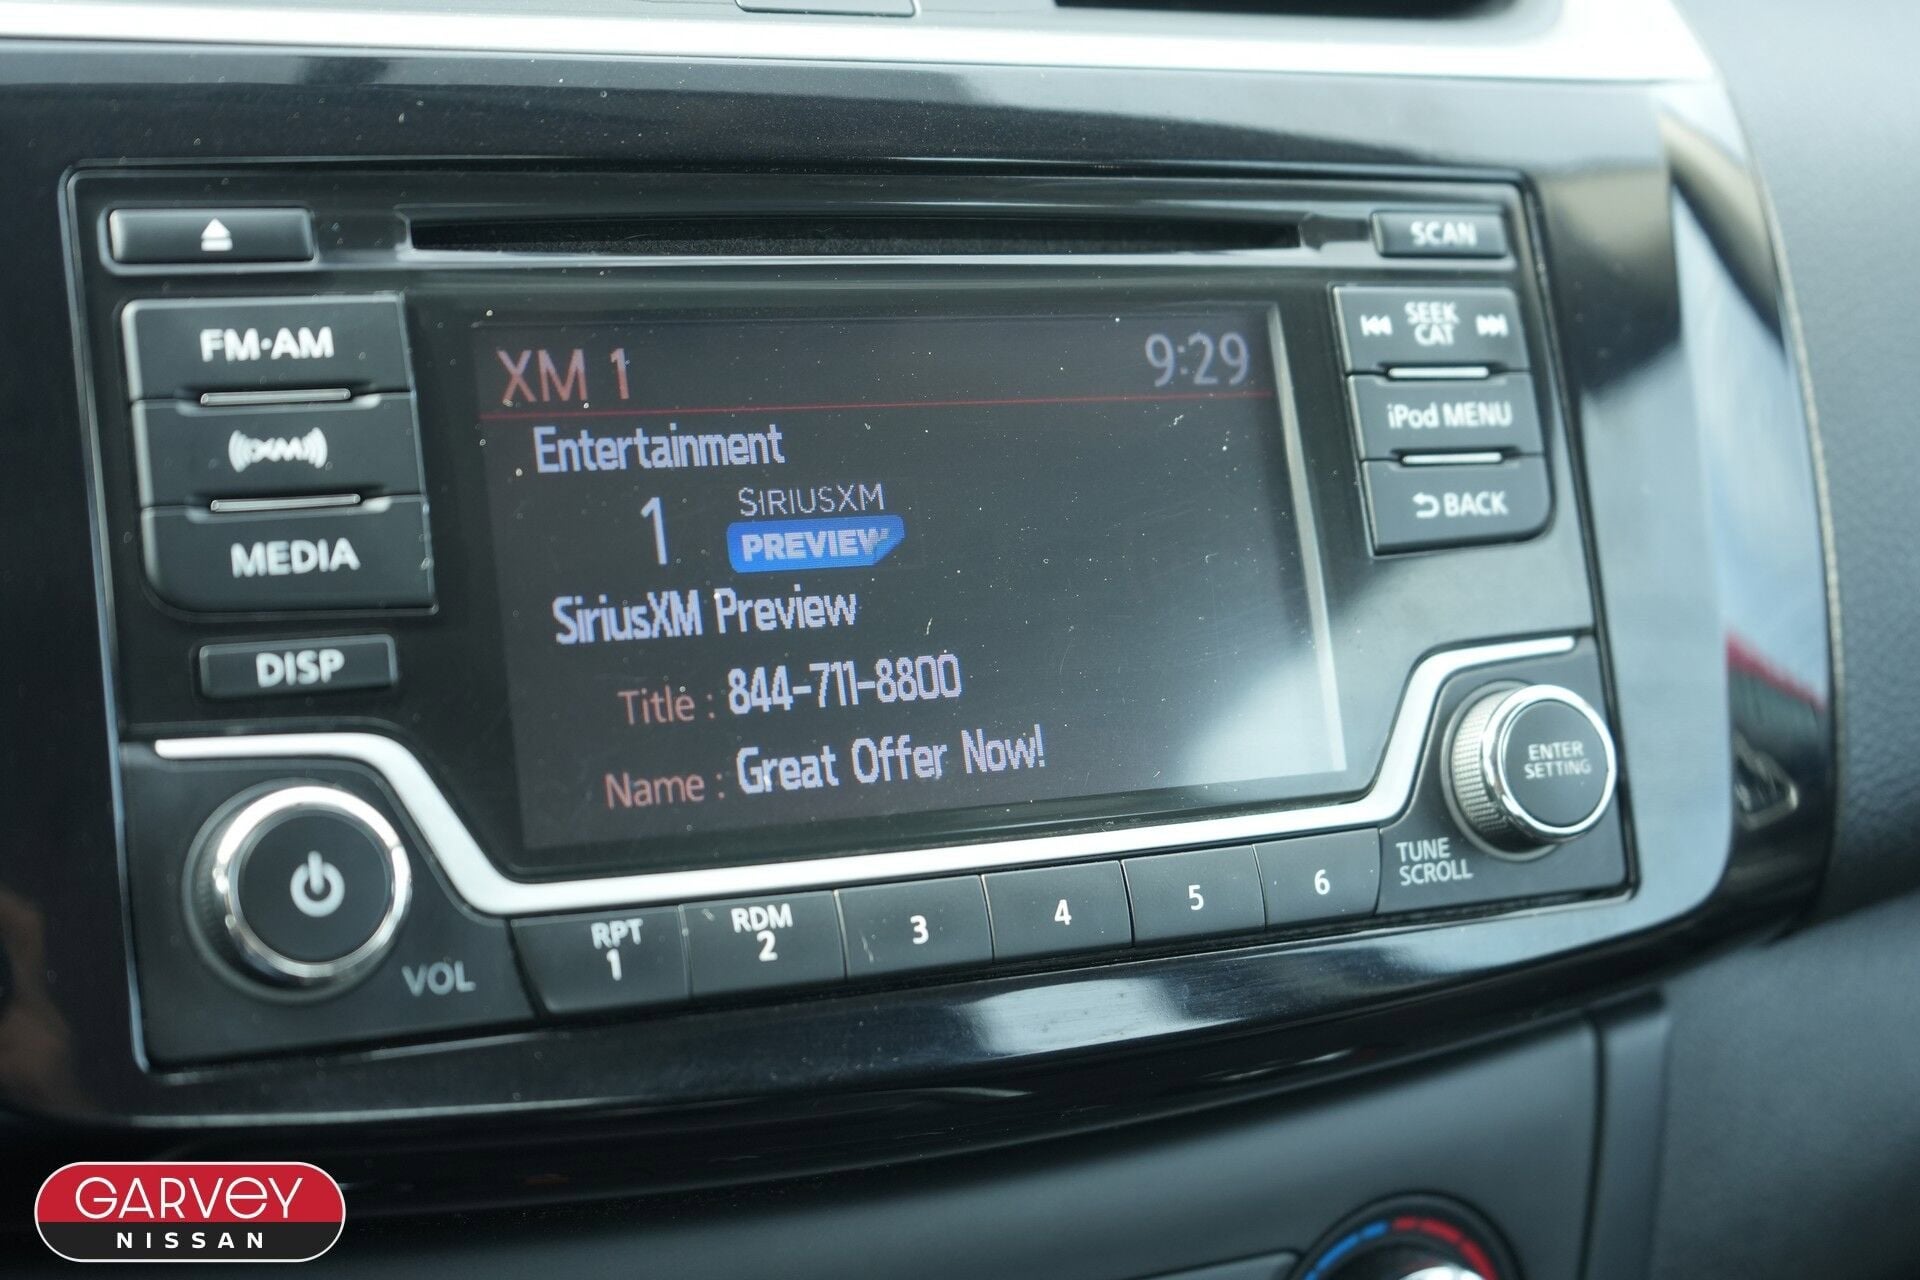 SCAN
FM·AM
XM
MEDIA
DISP
XM 1 9:29
Entertainment
1 SIRIUSXM
PREVIEW
SiriusXM Preview
Title : 844-711-8800
Name : Great Offer Now!
SEEK
CAT
iPod MENU
BACK
ENTER
SETTING
TUNE
SCROLL
VOL
RPT
1
RDM
2
3
4
5
6
GARVEY
NISSAN